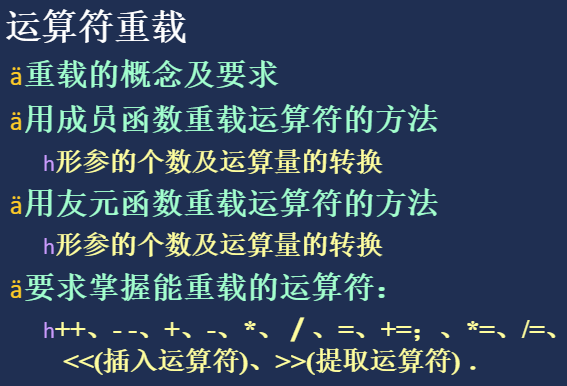 运算符重载
ä重载的概念及要求
ä用成员函数重载运算符的方法
h形参的个数及运算量的转换
ä用友元函数重载运算符的方法
h形参的个数及运算量的转换
ä要求掌握能重载的运算符：
h++、- -、+、-、*、/ 、=、+=；、*=、/=、
<<(插入运算符)、>>(提取运算符) .